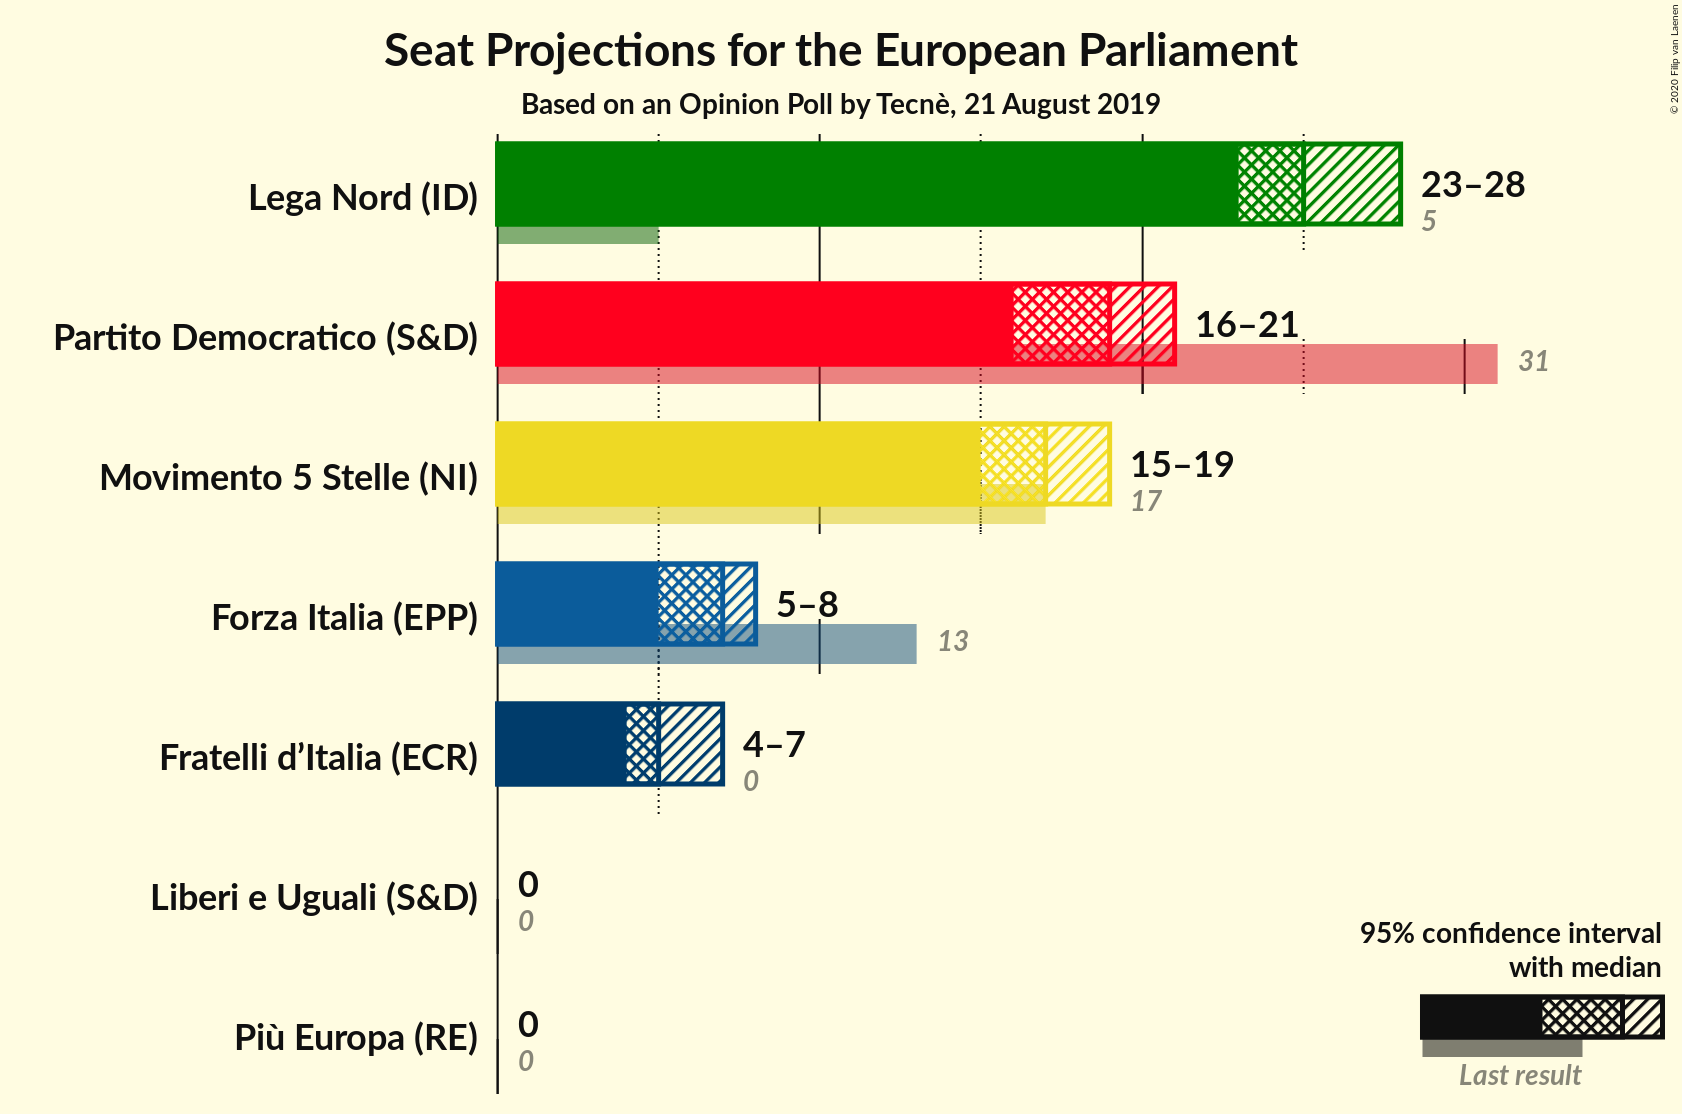 Seat Projections for the European Parliament
Based on an Opinion Poll by Tecnè, 21 August 2019
© 2020 Filip van Laenen
Lega Nord (ID)
23–28
5
Partito Democratico (S&D)
16–21
31
Movimento 5 Stelle (NI)
15–19
17
Forza Italia (EPP)
5–8
13
Fratelli d’Italia (ECR)
4–7
0
Liberi e Uguali (S&D)
0
0
Più Europa (RE)
0
0
95% confidence interval
with median
Last result